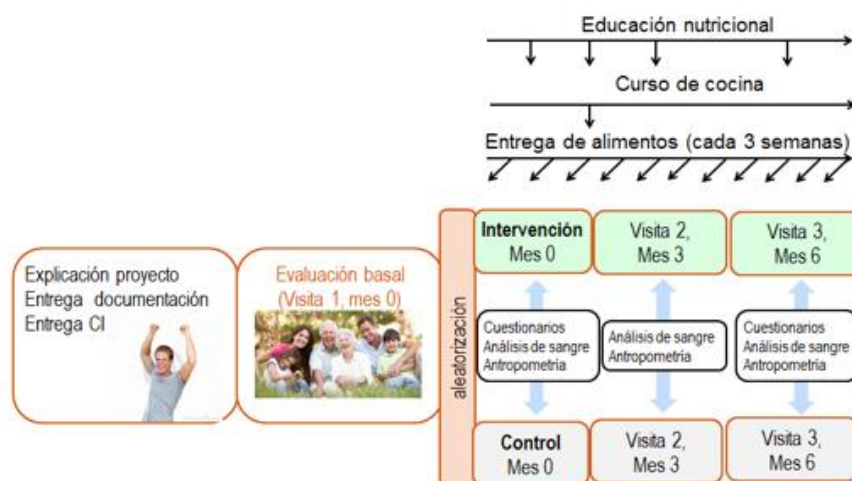 Educación nutricional
Curso de cocina
Entrega de alimentos (cada 3 semanas)
Explicación proyecto
Entrega documentación
Entrega CI
Evaluación basal
(Visita 1, mes 0)
aleatorización
Intervención
Mes 0
Visita 2,
Mes 3
Visita 3,
Mes 6
Cuestionarios
Análisis de sangre
Antropometría
Análisis de sangre
Antropometría
Cuestionarios
Análisis de sangre
Antropometría
Control
Mes 0
Visita 2,
Mes 3
Visita 3,
Mes 6